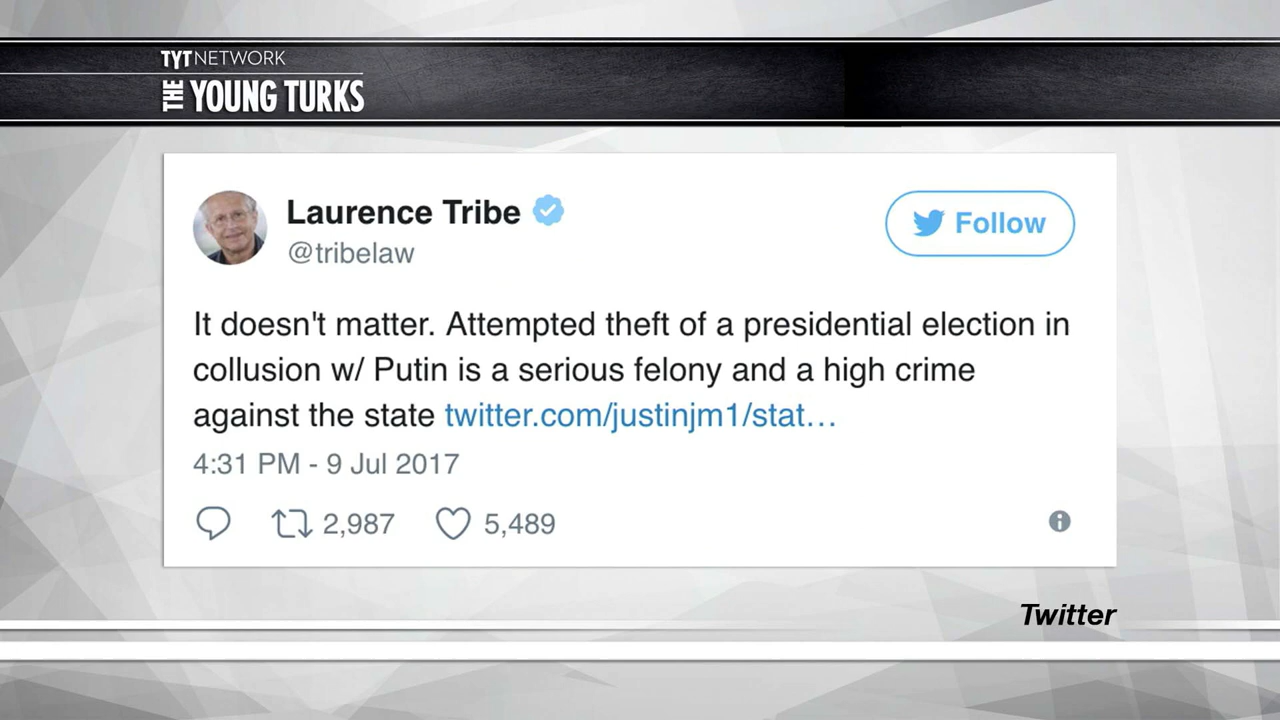 TYT NETWORK
THE YOUNG TURKS
Laurence Tribe
@tribelaw
Follow
It doesn't matter. Attempted theft of a presidential election in
collusion w/ Putin is a serious felony and a high crime
against the state twitter.com/justinjm1/stat…
4:31 PM - 9 Jul 2017
2,987 5,489
Twitter